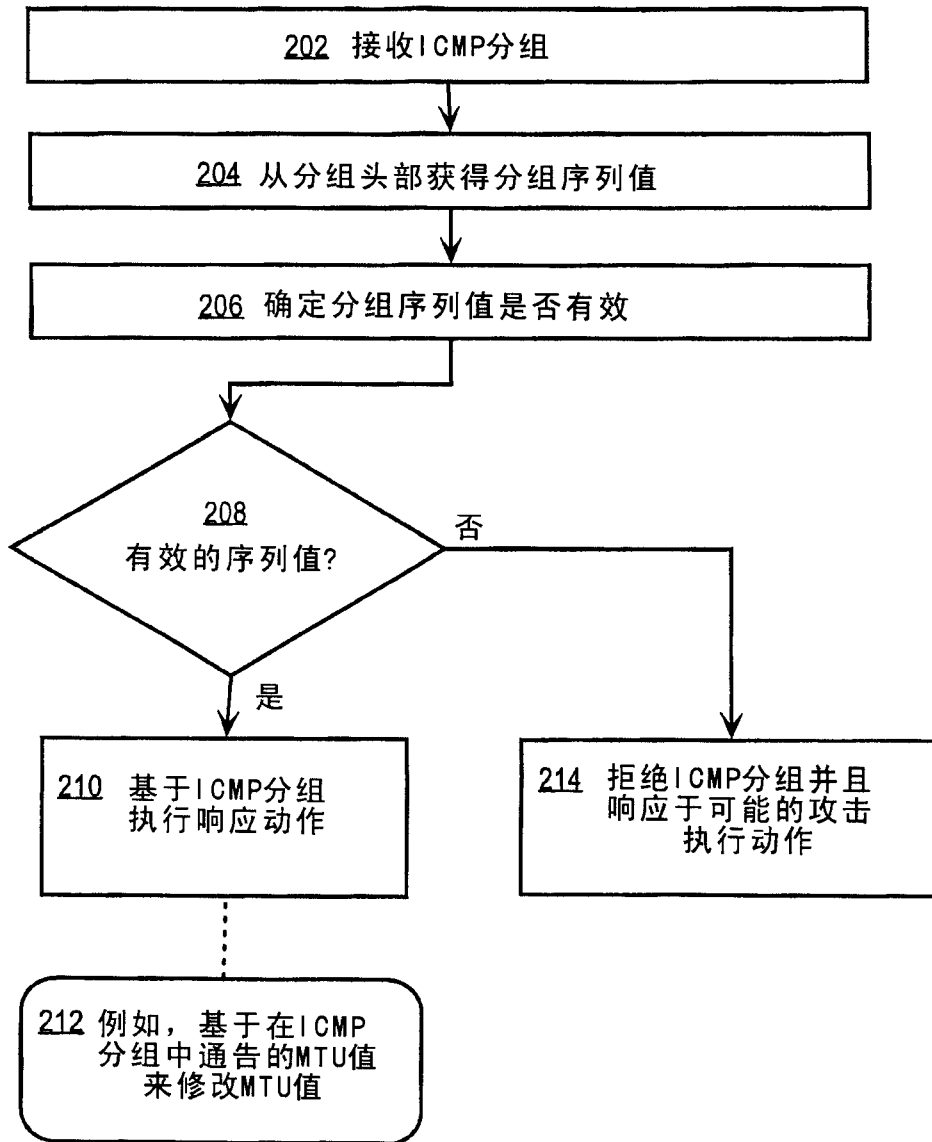 202 接收ICMP分组
204 从分组头部获得分组序列值
206 确定分组序列值是否有效
208
有效的序列值?
否
是
210 基于ICMP分组
执行响应动作
214 拒绝ICMP分组并且
响应于可能的攻击
执行动作
212 例如，基于在ICMP
分组中通告的MTU值
来修改MTU值